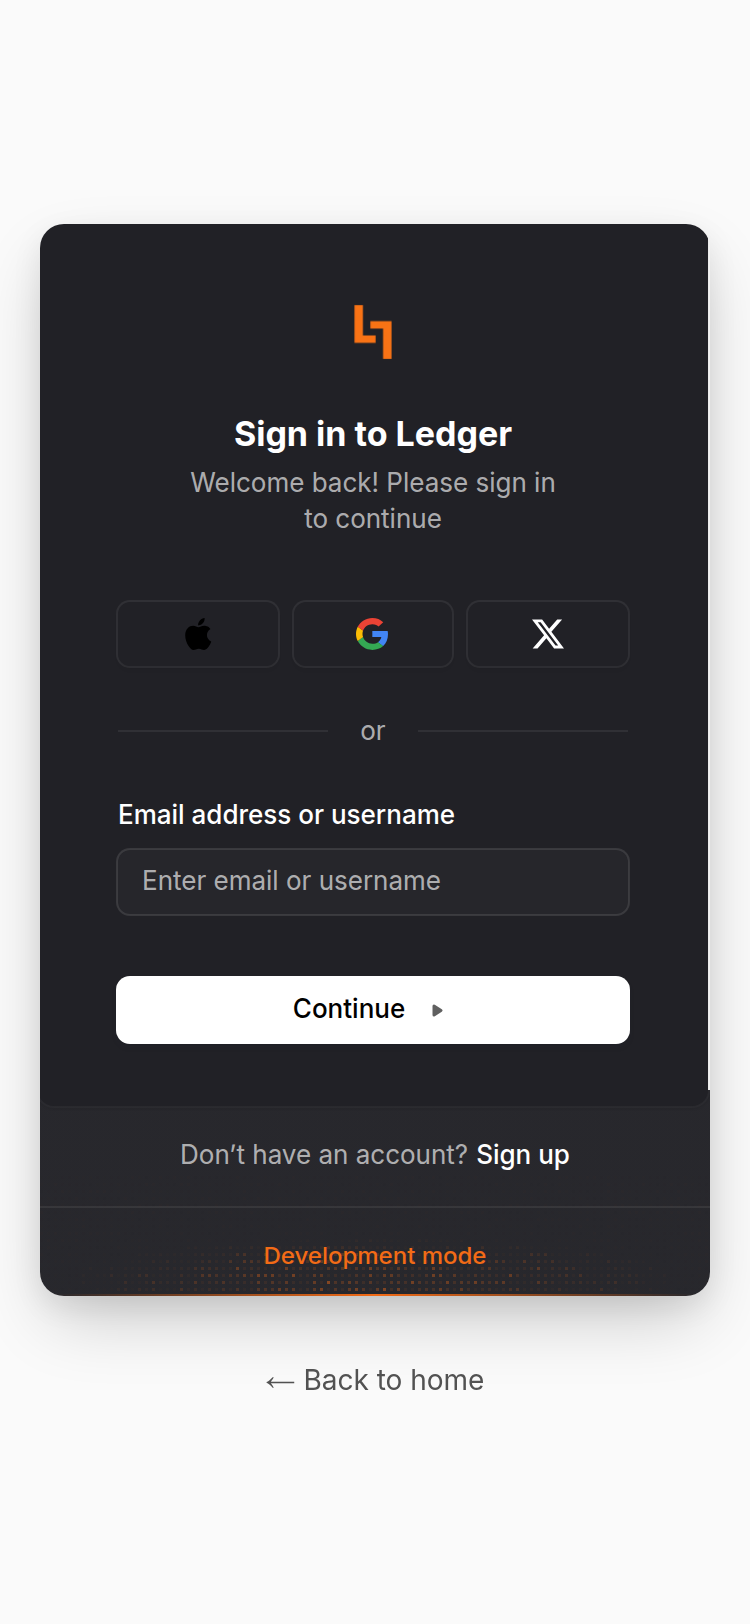 Sign in to Ledger
Welcome back! Please sign in
to continue
or
Email address or username
Enter email or username
Continue
Don’t have an account? Sign up
Development mode
← Back to home